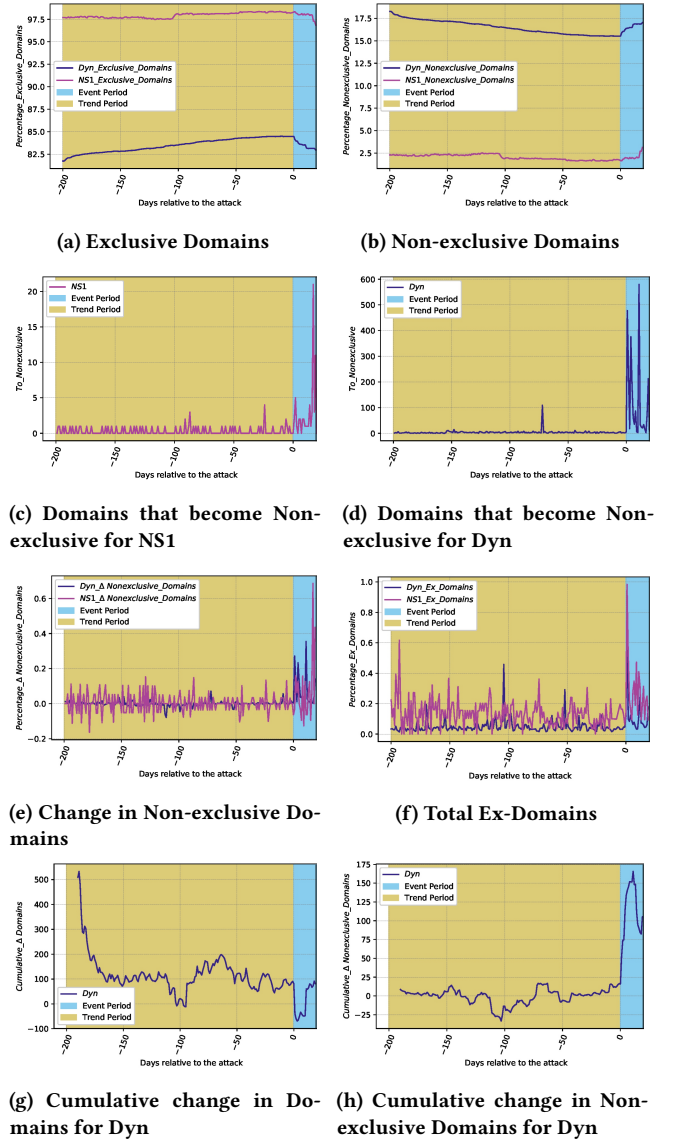 97.5
95.0
92.5
90.0
87.5
85.0
82.5
Percentage_Exclusive_Domains
Dyn_Exclusive_Domains
NS1_Exclusive_Domains
Event Period
Trend Period
−200
−150
−100
−50
0
Days relative to the attack
(a) Exclusive Domains
17.5
15.0
12.5
10.0
7.5
5.0
2.5
Percentage_Nonexclusive_Domains
Dyn_Nonexclusive_Domains
NS1_Nonexclusive_Domains
Event Period
Trend Period
−200
−150
−100
−50
0
Days relative to the attack
(b) Non-exclusive Domains
20
15
10
5
0
To_Nonexclusive
NS1
Event Period
Trend Period
−200
−150
−100
−50
0
Days relative to the attack
(c) Domains that become Non-
exclusive for NS1
600
500
400
300
200
100
0
To_Nonexclusive
Dyn
Event Period
Trend Period
−200
−150
−100
−50
0
Days relative to the attack
(d) Domains that become Non-
exclusive for Dyn
0.6
0.4
0.2
0.0
−0.2
Percentage_Δ Nonexclusive_Domains
Dyn_Δ Nonexclusive_Domains
NS1_Δ Nonexclusive_Domains
Event Period
Trend Period
−200
−150
−100
−50
0
Days relative to the attack
(e) Change in Non-exclusive Do-
mains
1.0
0.8
0.6
0.4
0.2
0.0
Percentage_Ex_Domains
Dyn_Ex_Domains
NS1_Ex_Domains
Event Period
Trend Period
−200
−150
−100
−50
0
Days relative to the attack
(f) Total Ex-Domains
500
400
300
200
100
0
−100
Cumulative_Δ Domains
Dyn
Event Period
Trend Period
−200
−150
−100
−50
0
Days relative to the attack
(g) Cumulative change in Do-
mains for Dyn
175
150
125
100
75
50
25
0
−25
Cumulative_Δ Nonexclusive_Domains
Dyn
Event Period
Trend Period
−200
−150
−100
−50
0
Days relative to the attack
(h) Cumulative change in Non-
exclusive Domains for Dyn